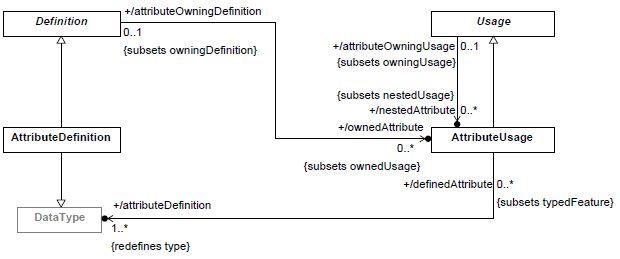 Definition
+/attributeOwningDefinition
0..1
{subsets owningDefinition}
Usage
+/attributeOwningUsage 0..1
{subsets owningUsage}
{subsets nestedUsage}
+/nestedAttribute 0..*
+/ownedAttribute
0..*
{subsets ownedUsage}
AttributeDefinition
AttributeUsage
+/definedAttribute 0..*
{subsets typedFeature}
DataType
+/attributeDefinition
1..*
{redefines type}